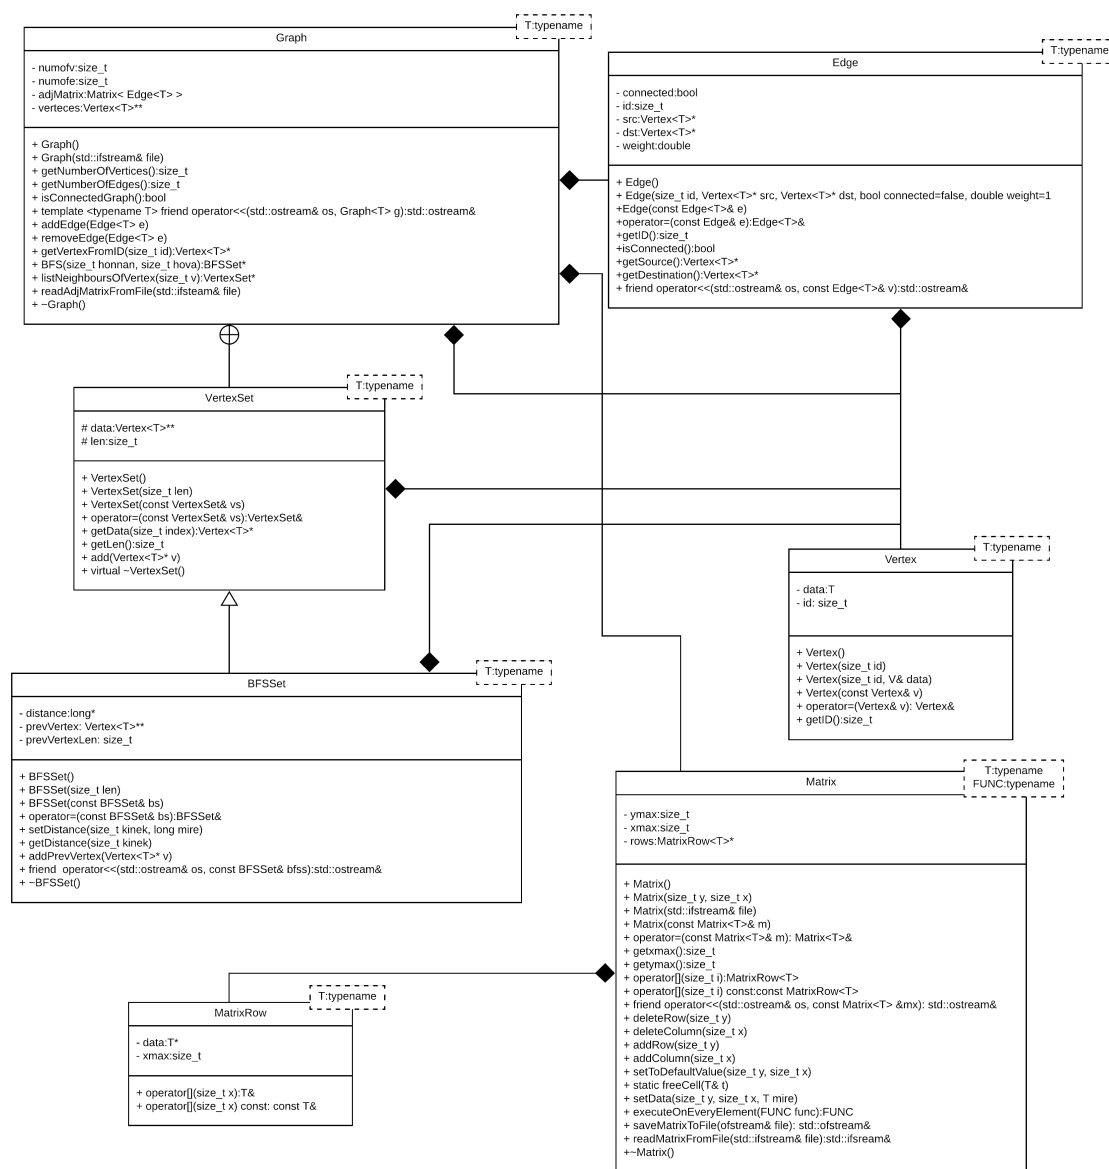 T:typename
Graph
- numofv:size_t
- numofe:size_t
- adjMatrix:Matrix< Edge<T> >
- verteces:Vertex<T>**
+ Graph()
+ Graph(std::ifstream& file)
+ getNumberOfVertices():size_t
+ getNumberOfEdges():size_t
+ isConnectedGraph():bool
+ template <typename T> friend operator<<(std::ostream& os, Graph<T> g):std::ostream&
+ addEdge(Edge<T> e)
+ removeEdge(Edge<T> e)
+ getVertexFromID(size_t id):Vertex<T>*
+ BFS(size_t honnan, size_t hova):BFSSet*
+ listNeighboursOfVertex(size_t v):VertexSet*
+ readAdjMatrixFromFile(std::ifsteam& file)
+ ~Graph()
T:typename
Edge
- connected:bool
- id:size_t
- src:Vertex<T>*
- dst:Vertex<T>*
- weight:double
+ Edge()
+ Edge(size_t id, Vertex<T>* src, Vertex<T>* dst, bool connected=false, double weight=1
+Edge(const Edge<T>& e)
+operator=(const Edge& e):Edge<T>&
+getID():size_t
+isConnected():bool
+getSource():Vertex<T>*
+getDestination():Vertex<T>*
+ friend operator<<(std::ostream& os, const Edge<T>& v):std::ostream&
T:typename
VertexSet
# data:Vertex<T>**
# len:size_t
+ VertexSet()
+ VertexSet(size_t len)
+ VertexSet(const VertexSet& vs)
+ operator=(const VertexSet& vs):VertexSet&
+ getData(size_t index):Vertex<T>*
+ getLen():size_t
+ add(Vertex<T>* v)
+ virtual ~VertexSet()
T:typename
Vertex
- data:T
- id: size_t
+ Vertex()
+ Vertex(size_t id)
+ Vertex(size_t id, V& data)
+ Vertex(const Vertex& v)
+ operator=(Vertex& v): Vertex&
+ getID():size_t
T:typename
BFSSet
- distance:long*
- prevVertex: Vertex<T>**
- prevVertexLen: size_t
+ BFSSet()
+ BFSSet(size_t len)
+ BFSSet(const BFSSet& bs)
+ operator=(const BFSSet& bs):BFSSet&
+ setDistance(size_t kinek, long mire)
+ getDistance(size_t kinek)
+ addPrevVertex(Vertex<T>* v)
+ friend  operator<<(std::ostream& os, const BFSSet& bfss):std::ostream&
+ ~BFSSet()
T:typename
FUNC:typename
Matrix
- ymax:size_t
- xmax:size_t
- rows:MatrixRow<T>*
+ Matrix()
+ Matrix(size_t y, size_t x)
+ Matrix(std::ifstream& file)
+ Matrix(const Matrix<T>& m)
+ operator=(const Matrix<T>& m): Matrix<T>&
+ getxmax():size_t
+ getymax():size_t
+ operator[](size_t i):MatrixRow<T>
+ operator[](size_t i) const:const MatrixRow<T>
+ friend operator<<(std::ostream& os, const Matrix<T> &mx): std::ostream&
+ deleteRow(size_t y)
+ deleteColumn(size_t x)
+ addRow(size_t y)
+ addColumn(size_t x)
+ setToDefaultValue(size_t y, size_t x)
+ static freeCell(T& t)
+ setData(size_t y, size_t x, T mire)
+ executeOnEveryElement(FUNC func):FUNC
+ saveMatrixToFile(ofstream& file): std::ofstream&
+ readMatrixFromFile(std::ifstream& file):std::ifsream&
+~Matrix()
T:typename
MatrixRow
- data:T*
- xmax:size_t
+ operator[](size_t x):T&
+ operator[](size_t x) const: const T&